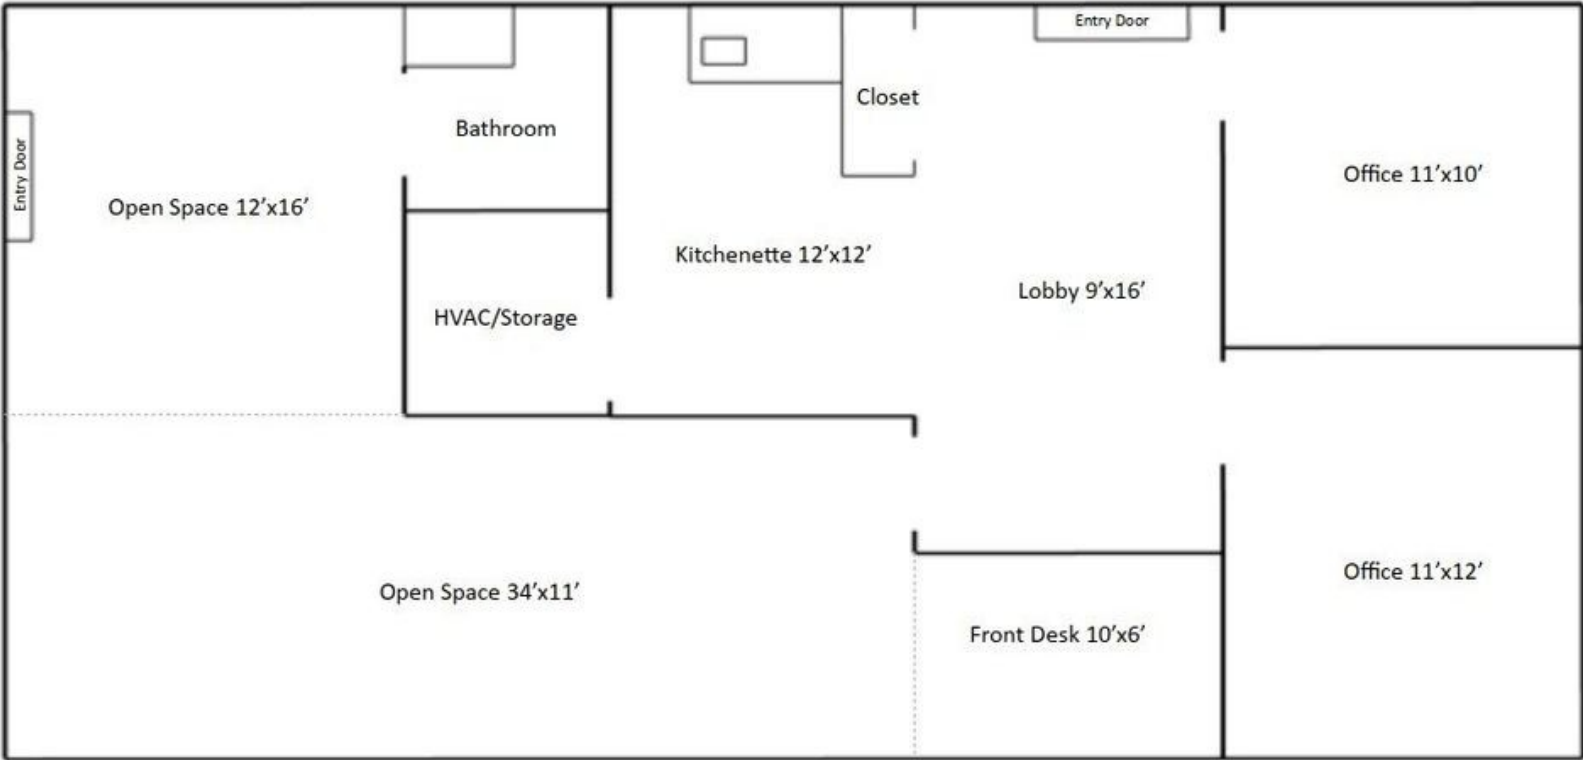 Entry Door
Closet
Bathroom
Entry Door
Office 11’x10’
Open Space 12’x16’
Kitchenette 12’x12’
Lobby 9’x16’
HVAC/Storage
Office 11’x12’
Open Space 34’x11’
Front Desk 10’x6’